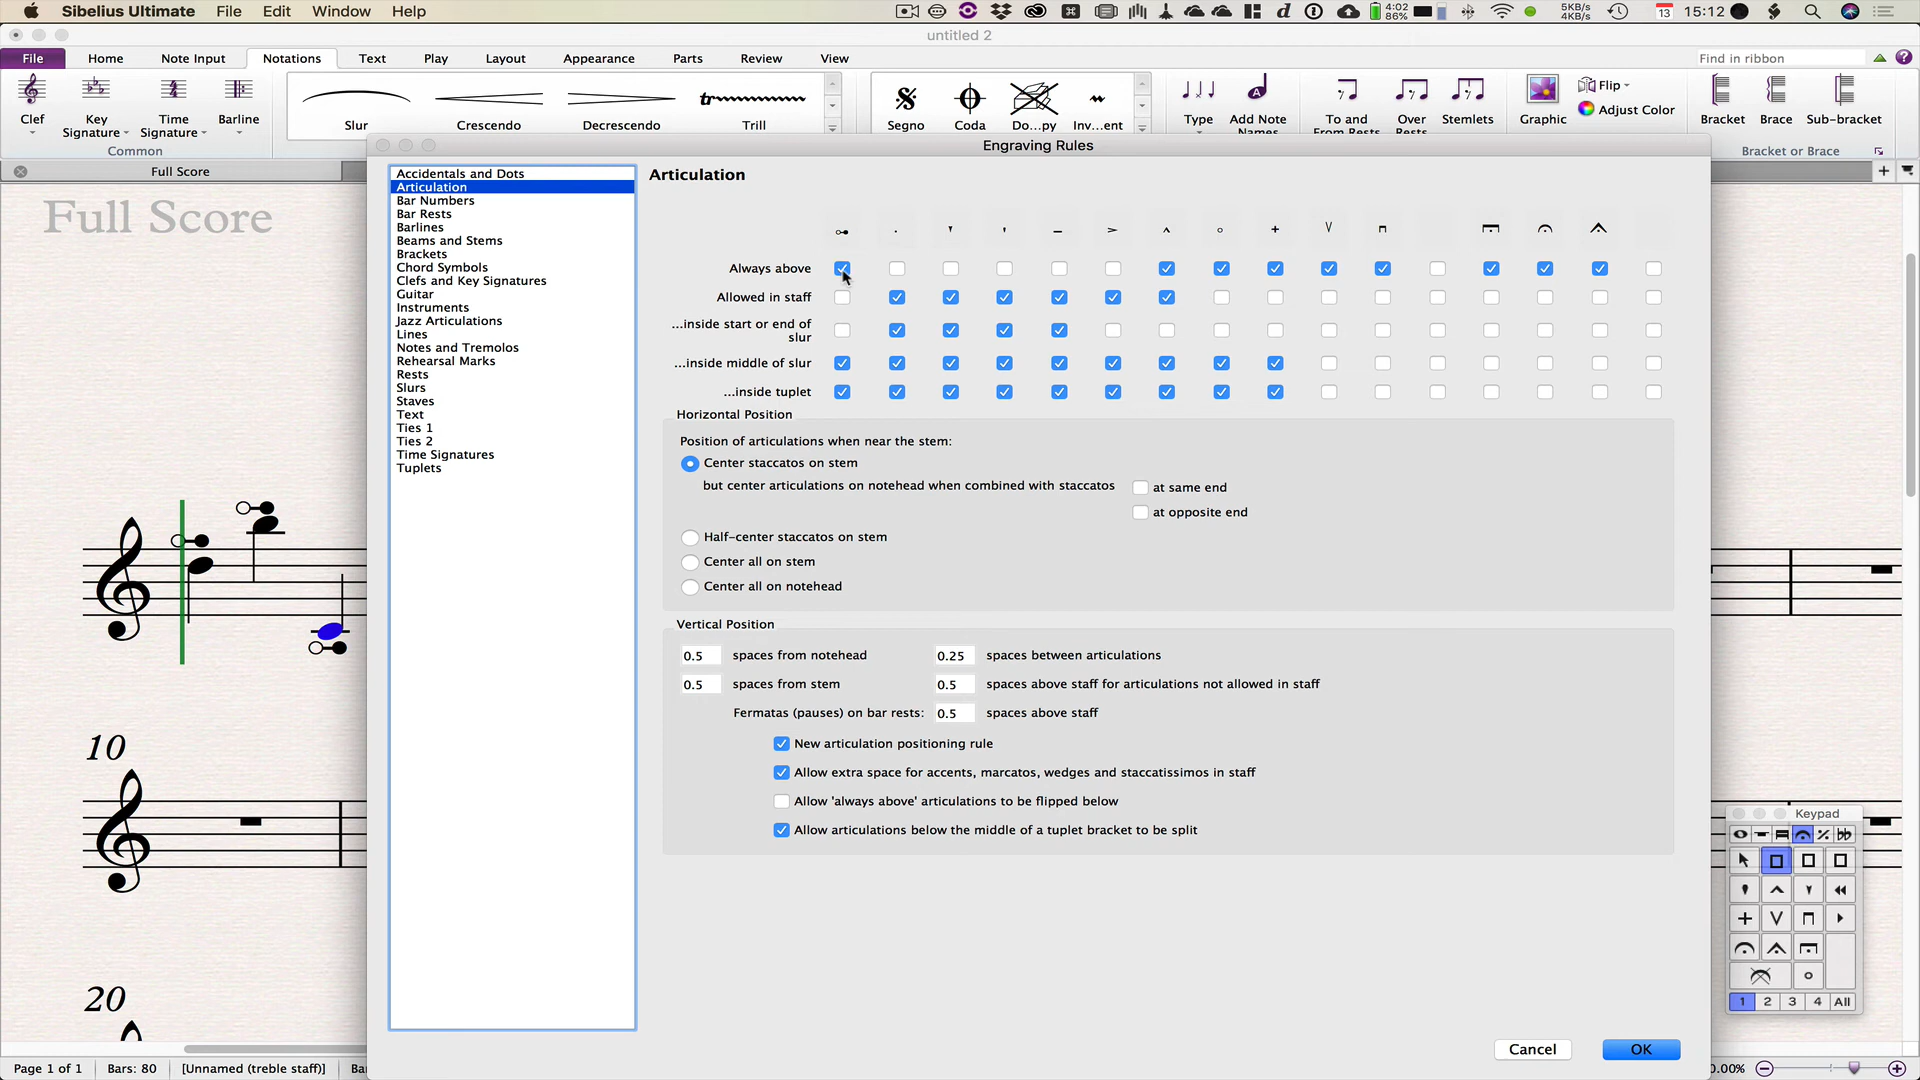 Sibelius Ultimate File Edit Window Help
4:02
86%
5KB/s
4KB/s
13
15:12
untitled 2
File Home Note Input Notations Text Play Layout Appearance Parts Review View
Find in ribbon
Clef
Key
Signature
Time
Signature
Barline
Common
Slur
Crescendo
Decrescendo
Trill
Segno
Coda
Do...py
Inv...ent
Type
Add Note
Names
To and
From Rests
Over
Rests
Stemlets
Graphic
Flip
Adjust Color
Bracket
Brace
Sub-bracket
Bracket or Brace
Engraving Rules
Full Score
Full Score
10
20
Accidentals and Dots
Articulation
Bar Numbers
Bar Rests
Barlines
Beams and Stems
Brackets
Chord Symbols
Clefs and Key Signatures
Guitar
Instruments
Jazz Articulations
Lines
Notes and Tremolos
Rehearsal Marks
Rests
Slurs
Staves
Text
Ties 1
Ties 2
Time Signatures
Tuplets
Articulation
Always above
Allowed in staff
...inside start or end of
slur
...inside middle of slur
...inside tuplet
Horizontal Position
Position of articulations when near the stem:
Center staccatos on stem
but center articulations on notehead when combined with staccatos
at same end
at opposite end
Half-center staccatos on stem
Center all on stem
Center all on notehead
Vertical Position
0.5 spaces from notehead 0.25 spaces between articulations
0.5 spaces from stem 0.5 spaces above staff for articulations not allowed in staff
Fermatas (pauses) on bar rests: 0.5 spaces above staff
New articulation positioning rule
Allow extra space for accents, marcatos, wedges and staccatissimos in staff
Allow 'always above' articulations to be flipped below
Allow articulations below the middle of a tuplet bracket to be split
Cancel OK
Keypad
1 2 3 4 All
Page 1 of 1 Bars: 80 [Unnamed (treble staff)]